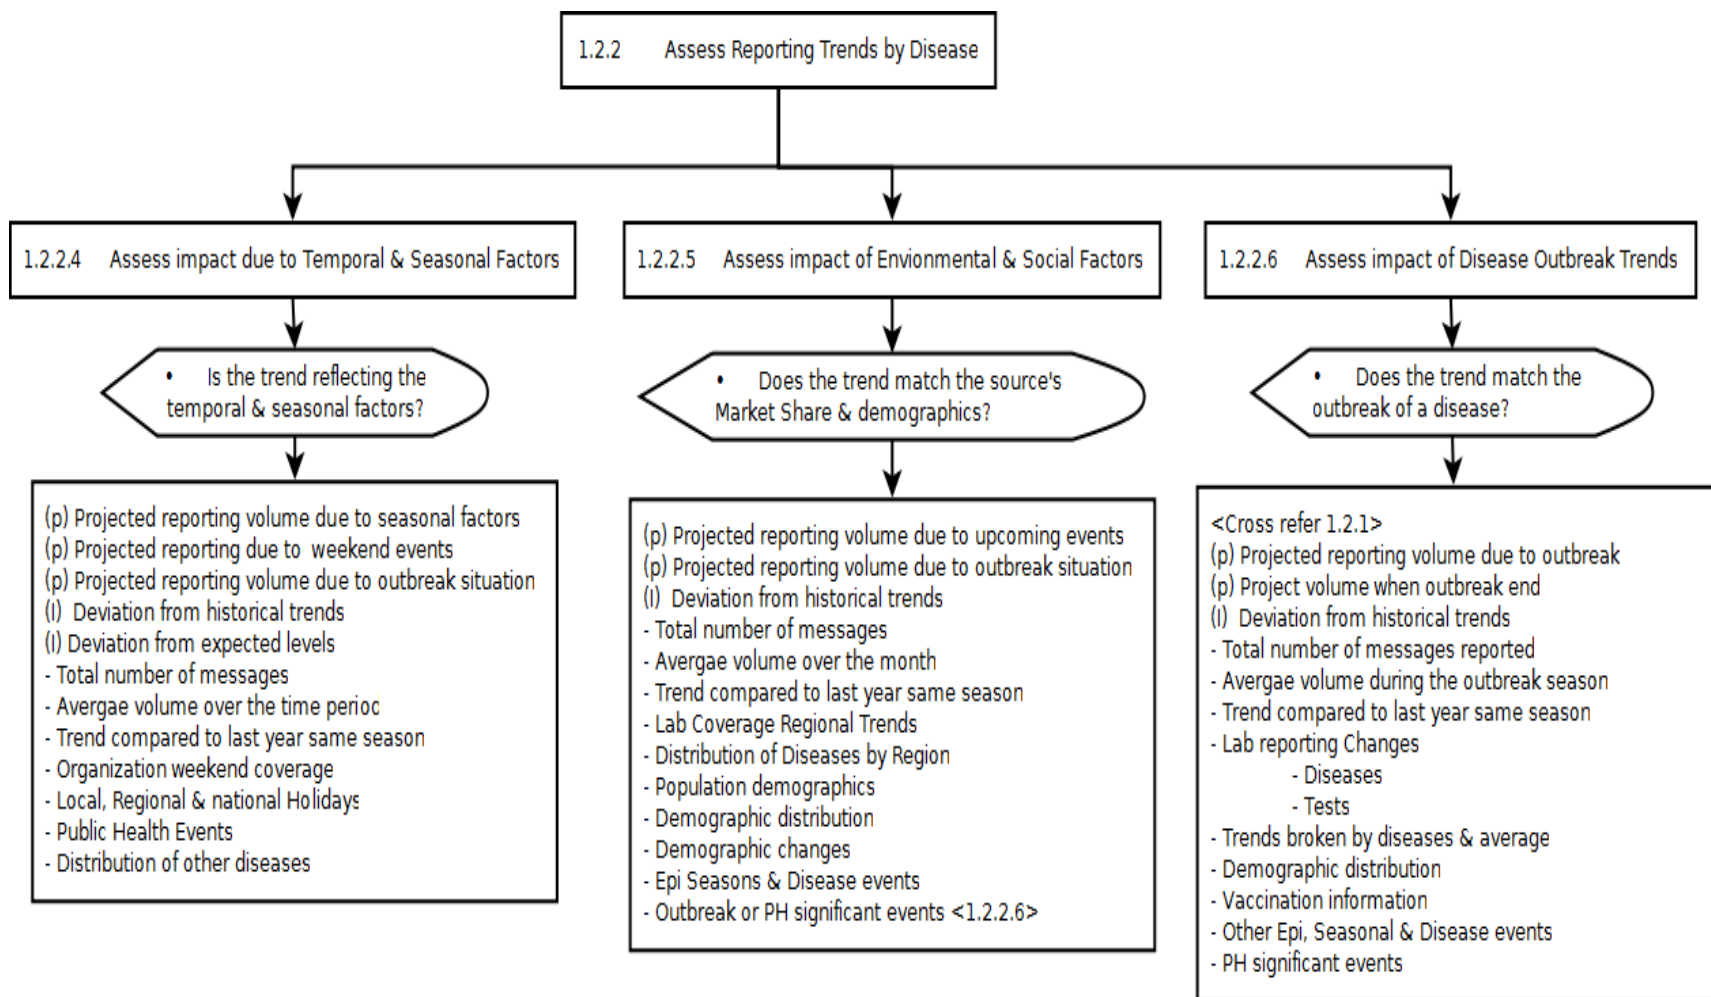 1.2.2 Assess Reporting Trends by Disease
1.2.2.4 Assess impact due to Temporal & Seasonal Factors
• Is the trend reflecting the
temporal & seasonal factors?
(p) Projected reporting volume due to seasonal factors
(p) Projected reporting due to weekend events
(p) Projected reporting volume due to outbreak situation
(I) Deviation from historical trends
(I) Deviation from expected levels
- Total number of messages
- Avergae volume over the time period
- Trend compared to last year same season
- Organization weekend coverage
- Local, Regional & national Holidays
- Public Health Events
- Distribution of other diseases
1.2.2.5 Assess impact of Envionmental & Social Factors
• Does the trend match the source's
Market Share & demographics?
(p) Projected reporting volume due to upcoming events
(p) Projected reporting volume due to outbreak situation
(I) Deviation from historical trends
- Total number of messages
- Avergae volume over the month
- Trend compared to last year same season
- Lab Coverage Regional Trends
- Distribution of Diseases by Region
- Population demographics
- Demographic distribution
- Demographic changes
- Epi Seasons & Disease events
- Outbreak or PH significant events <1.2.2.6>
1.2.2.6 Assess impact of Disease Outbreak Trends
• Does the trend match the
outbreak of a disease?
<Cross refer 1.2.1>
(p) Projected reporting volume due to outbreak
(p) Project volume when outbreak end
(I) Deviation from historical trends
- Total number of messages reported
- Avergae volume during the outbreak season
- Trend compared to last year same season
- Lab reporting Changes
- Diseases
- Tests
- Trends broken by diseases & average
- Demographic distribution
- Vaccination information
- Other Epi, Seasonal & Disease events
- PH significant events